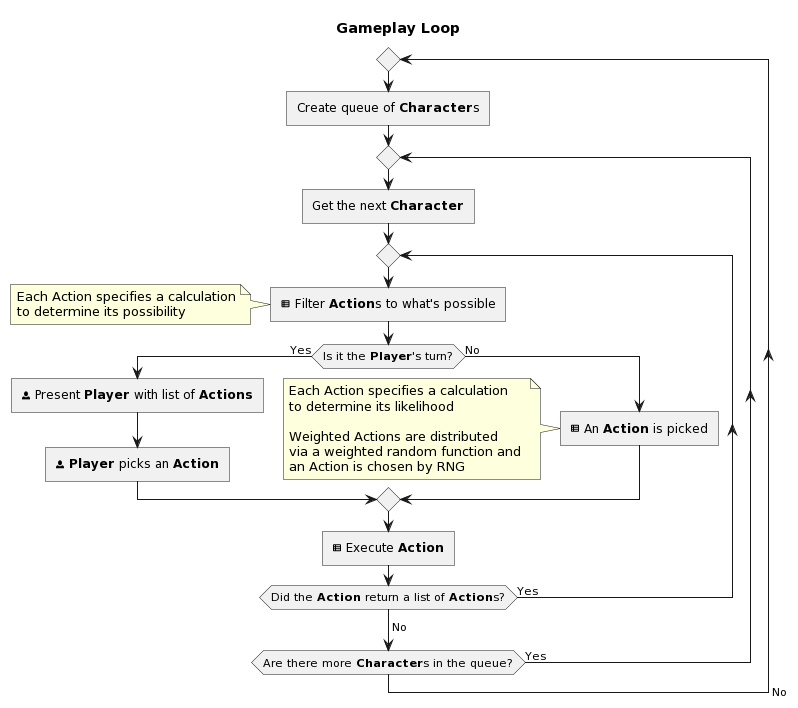 Gameplay Loop
Create queue of Characters
Get the next Character
Each Action specifies a calculation
to determine its possibility
Filter Actions to what's possible
Yes
Is it the Player's turn?
No
Present Player with list of Actions
Each Action specifies a calculation
to determine its likelihood
Weighted Actions are distributed
via a weighted random function and
an Action is chosen by RNG
An Action is picked
Player picks an Action
Execute Action
Did the Action return a list of Actions?
Yes
No
Are there more Characters in the queue?
Yes
No